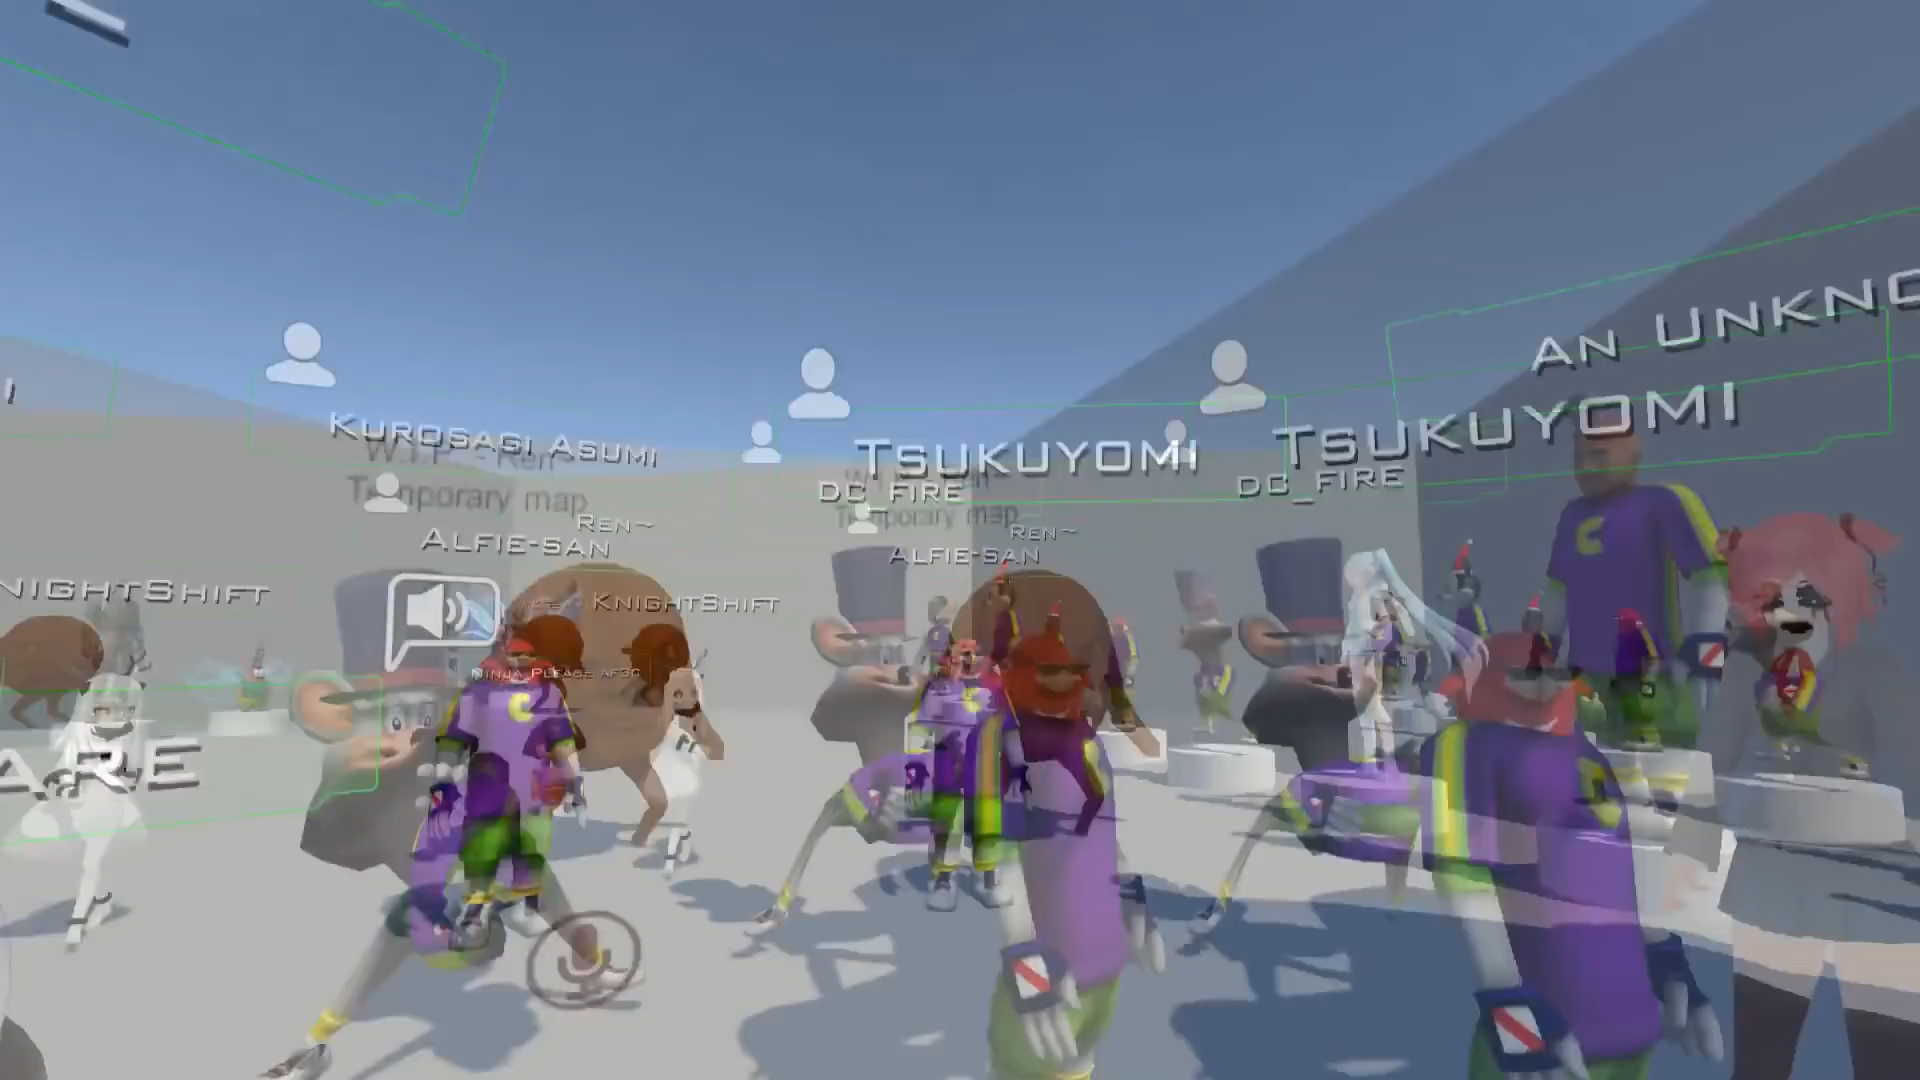 AN UNKNO
TSUKUYOMI
TSUKUYOMI
KUROSAGI ASUMI
W.I.P - Ren~
Temporary map
DC_FIRE
DC_FIRE
Temporary map
REN~
ALFIE-SAN
REN~
ALFIE-SAN
NIGHTSHIFT
KNIGHTSHIFT
ARE